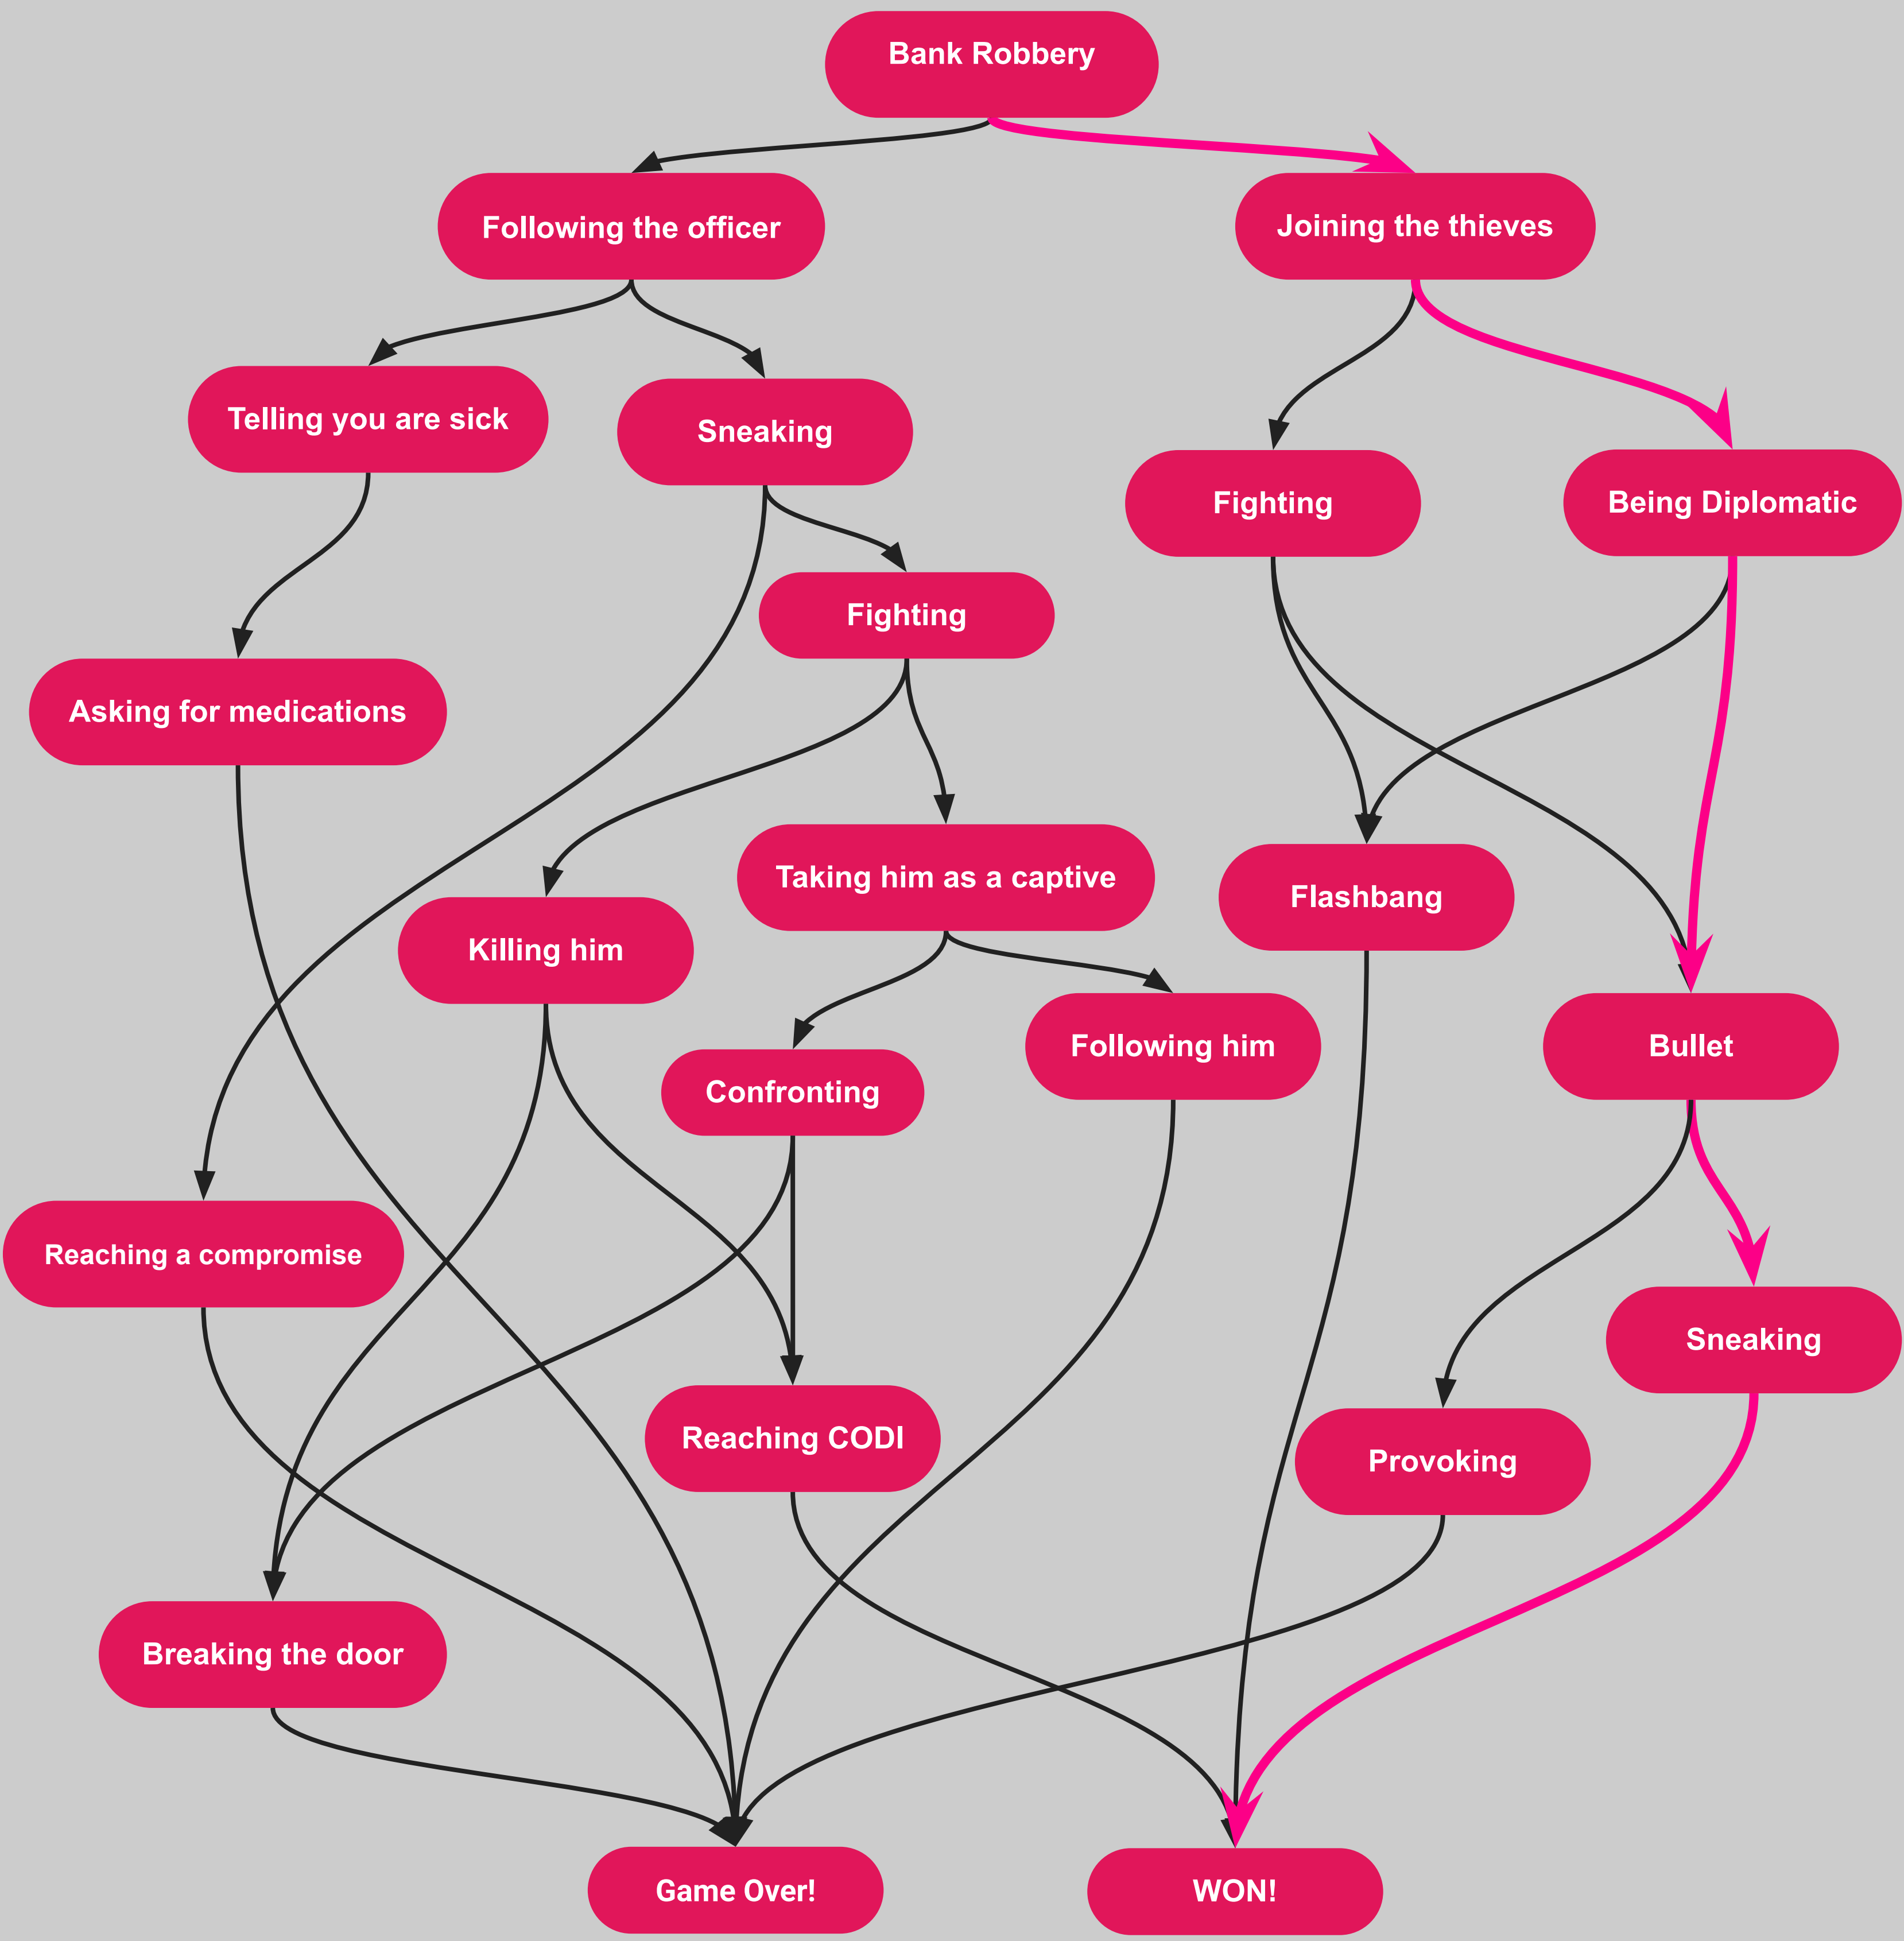 Bank Robbery
Following the officer
Joining the thieves
Telling you are sick
Sneaking
Fighting
Being Diplomatic
Fighting
Asking for medications
Taking him as a captive
Flashbang
Killing him
Following him
Bullet
Confronting
Reaching a compromise
Sneaking
Reaching CODI
Provoking
Breaking the door
Game Over!
WON!